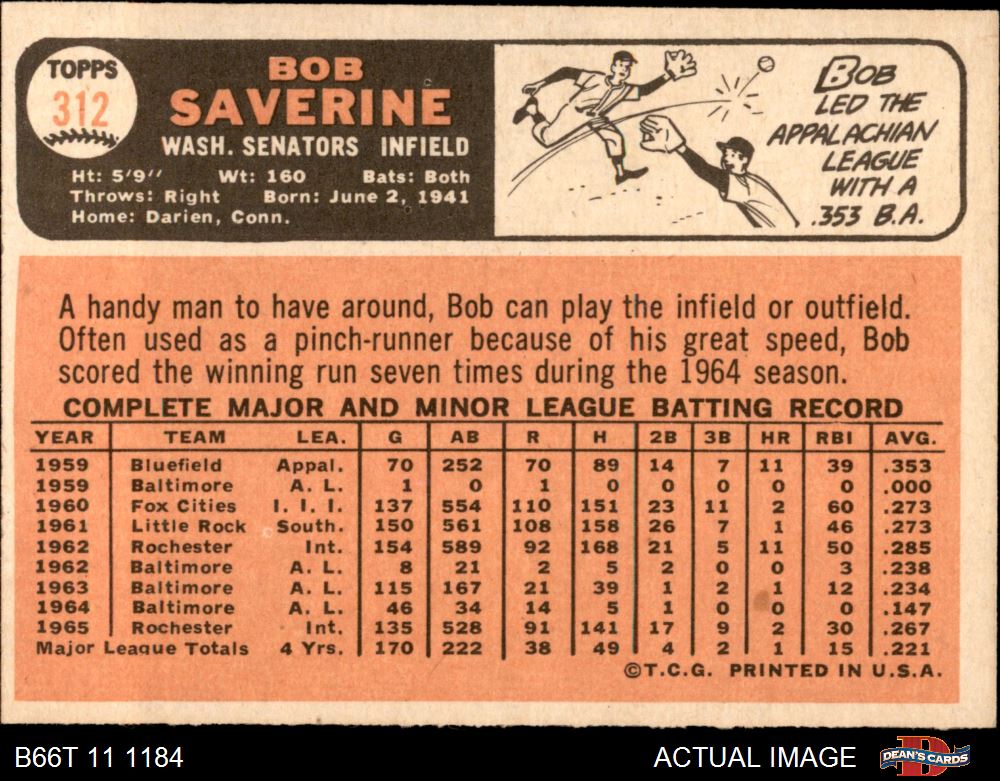 TOPPS
312
BOB
SAVERINE
WASH. SENATORS INFIELD
Ht: 5'9" Wt: 160 Bats: Both
Throws: Right Born: June 2, 1941
Home: Darien, Conn.
BOB
LED THE
APPALACHIAN
LEAGUE
WITH A
.353 B.A.
A handy man to have around, Bob can play the infield or outfield.
Often used as a pinch-runner because of his great speed, Bob
scored the winning run seven times during the 1964 season.
COMPLETE MAJOR AND MINOR LEAGUE BATTING RECORD
YEAR TEAM LEA. G AB R H 2B 3B HR RBI AVG.
1959 Bluefield Appal. 70 252 70 89 14 7 11 39 .353
1959 Baltimore A. L. 1 0 1 0 0 0 0 0 .000
1960 Fox Cities I. I. I. 137 554 110 151 23 11 2 60 .273
1961 Little Rock South. 150 561 108 158 26 7 1 46 .273
1962 Rochester Int. 154 589 92 168 21 5 11 50 .285
1962 Baltimore A. L. 8 21 2 5 2 0 0 3 .238
1963 Baltimore A. L. 115 167 21 39 1 2 1 12 .234
1964 Baltimore A. L. 46 34 14 5 1 0 0 0 .147
1965 Rochester Int. 135 528 91 141 17 9 2 30 .267
Major League Totals 4 Yrs. 170 222 38 49 4 2 1 15 .221
©T.C.G. PRINTED IN U.S.A.
B66T 11 1184
ACTUAL IMAGE
D
DEAN'S CARDS